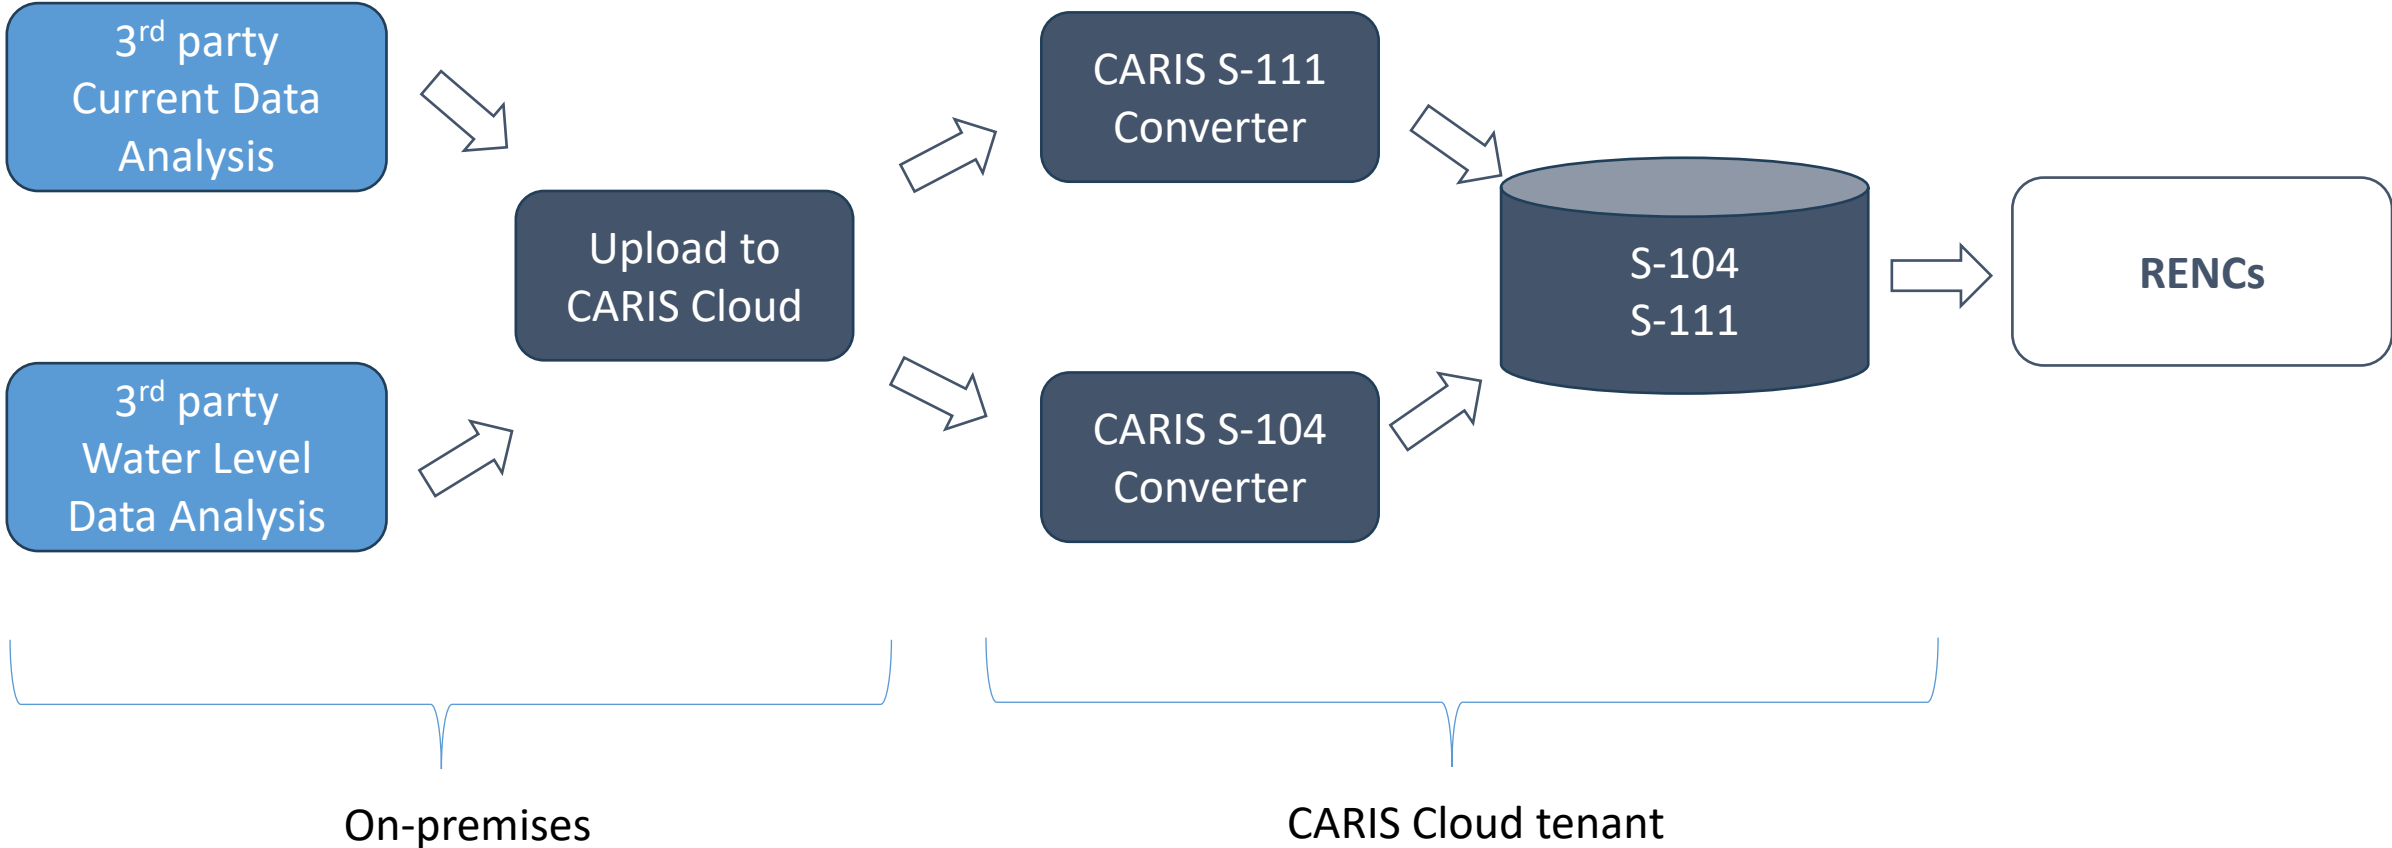 3rd party
Current Data
Analysis
3rd party
Water Level
Data Analysis
Upload to
CARIS Cloud
CARIS S-111
Converter
CARIS S-104
Converter
S-104
S-111
RENCs
On-premises
CARIS Cloud tenant